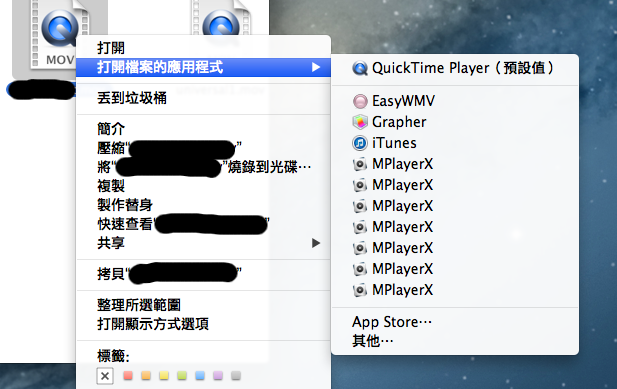 MOV
打開
打開檔案的應用程式
丟到垃圾桶
簡介
壓縮“ ”
將“ ”燒錄到光碟⋯
複製
製作替身
快速查看“ ”
共享
拷貝“ ”
整理所選範圍
打開顯示方式選項
標籤:
QuickTime Player（預設值）
EasyWMV
Grapher
iTunes
MPlayerX
MPlayerX
MPlayerX
MPlayerX
MPlayerX
MPlayerX
MPlayerX
App Store⋯
其他⋯